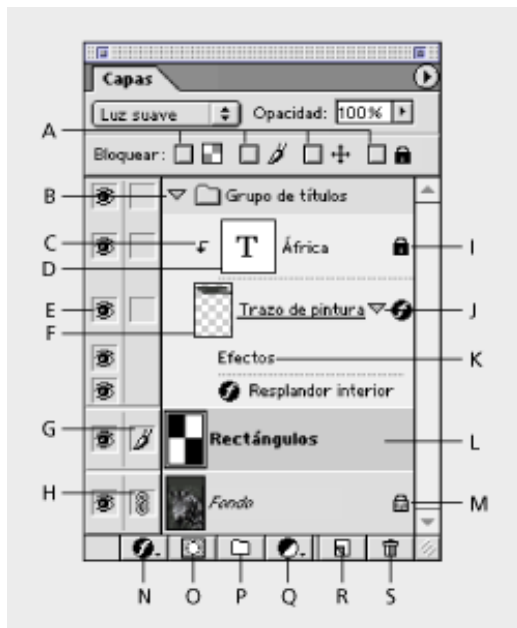 Capas
Luz suave Opacidad: 100%
A
Bloquear:
B Grupo de títulos
C T África I
D
E Trazo de pintura J
F
Efectos K
Resplandor interior
G Rectángulos L
H Fondo M
N O P Q R S